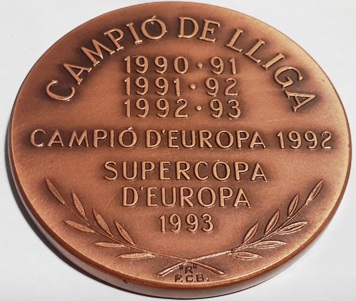 CAMPIÓ DE LLIGA
1990·91
1991·92
1992·93
CAMPIÓ D'EUROPA 1992
SUPERCOPA
D'EUROPA
1993
"R"
F.C.B.